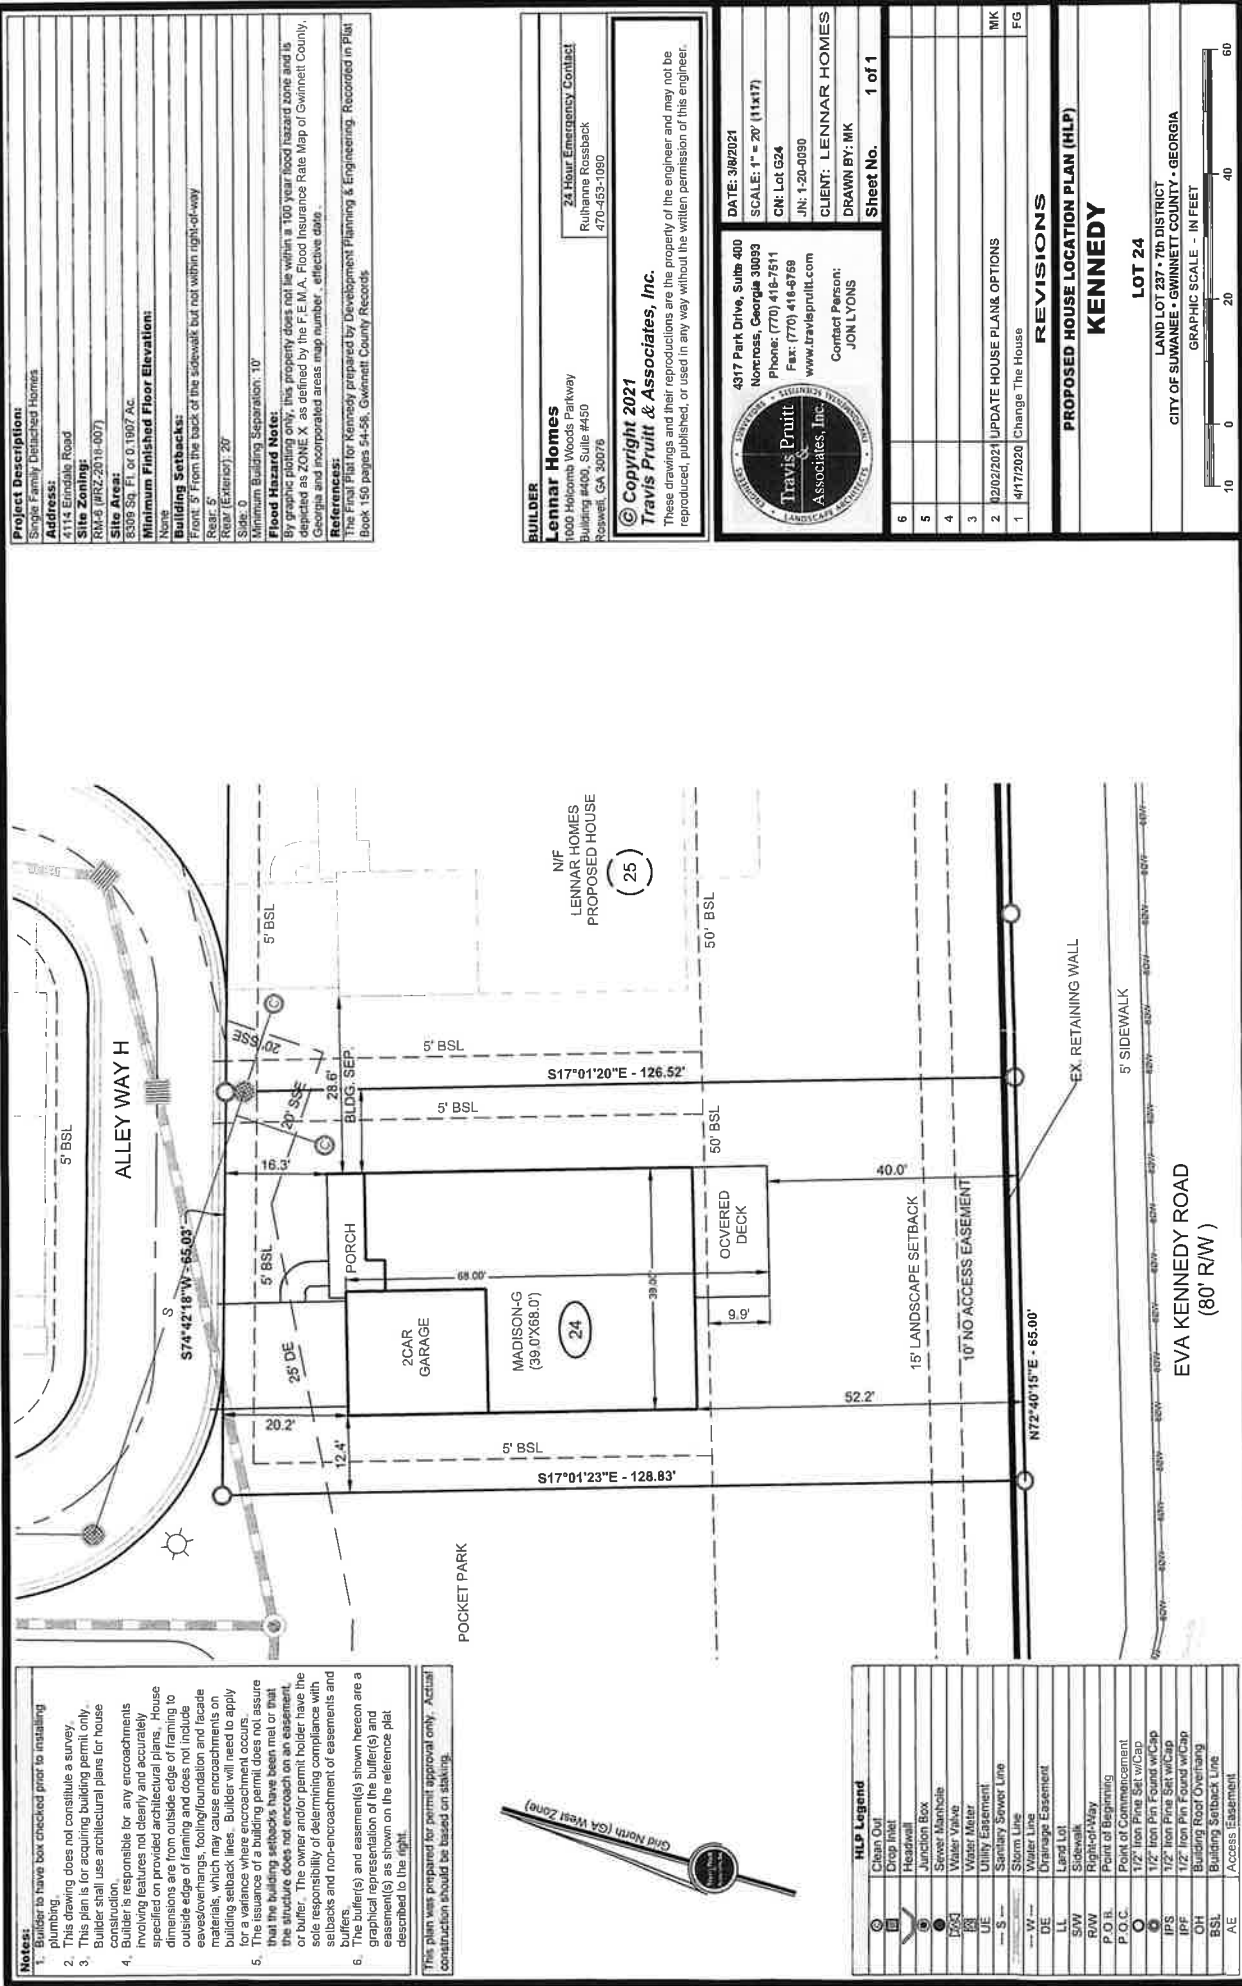 Notes:
1. Builder to have box checked prior to installing
plumbing.
2. This drawing does not constitute a survey.
3. This plan is for acquiring building permit only.
Builder shall use architectural plans for house
construction.
4. Builder is responsible for any encroachments
involving features not clearly and accurately
specified on provided architectural plans. House
dimensions are from outside edge of framing to
outside edge of framing and does not include
eaves/overhangs, footing/foundation and facade
materials, which may cause encroachments on
building setback lines. Builder will need to apply
for a variance where encroachment occurs.
5. The issuance of a building permit does not assure
that the building setbacks have been met or that
the structure does not encroach on an easement,
or buffer. The owner and/or permit holder have the
sole responsibility of determining compliance with
setbacks and non-encroachment of easements and
buffers.
6. The buffer(s) and easement(s) shown hereon are a
graphical representation of the buffer(s) and
easement(s) as shown on the reference plat
described to the right.
This plan was prepared for permit approval only. Actual
construction should be based on staking.
Grid North (GA West Zone)
HLP Legend
Clean Out
Drop Inlet
Headwall
Junction Box
Sewer Manhole
Water Valve
Water Meter
UE Utility Easement
--- S --- Sanitary Sewer Line
Storm Line
--- W --- Water Line
DE Drainage Easement
LL Land Lot
S/W Sidewalk
R/W Right-of-Way
P.O.B. Point of Beginning
P.O.C. Point of Commencement
1/2" Iron Pine Set w/Cap
1/2" Iron Pin Found w/Cap
IPS 1/2" Iron Pine Set w/Cap
IPF 1/2" Iron Pin Found w/Cap
OH Building Roof Overhang
BSL Building Setback Line
AE Access Easement
5' BSL
ALLEY WAY H
S
S74°42'18"W - 65.03'
20' SSE
20' SSE
5' BSL
5' BSL
25' DE
16.3'
20.2'
12.4'
28.6'
BLDG. SEP.
C
C
PORCH
2CAR
GARAGE
68.00'
MADISON-G
(39.0'X68.0')
24
39.00'
5' BSL
5' BSL
5' BSL
S17°01'20"E - 126.52'
S17°01'23"E - 128.83'
POCKET PARK
N/F
LENNAR HOMES
PROPOSED HOUSE
25
50' BSL
50' BSL
OCVERED
DECK
9.9'
40.0'
52.2'
15' LANDSCAPE SETBACK
10' NO ACCESS EASEMENT
N72°40'15"E - 65.00'
EX. RETAINING WALL
5' SIDEWALK
EVA KENNEDY ROAD
(80' R/W )
Project Description:
Single Family Detached Homes
Address:
4114 Erindale Road
Site Zoning:
RM-6 (#RZ-2018-007)
Site Area:
8309 Sq. Ft. or 0.1907 Ac.
Minimum Finished Floor Elevation:
None
Building Setbacks:
Front: 5' From the back of the sidewalk but not within right-of-way
Rear: 5'
Rear (Exterior): 20'
Side: 0
Minimum Building Separation: 10'
Flood Hazard Note:
By graphic plotting only, this property does not lie within a 100 year flood hazard zone and is
depicted as ZONE X as defined by the F.E.M.A. Flood Insurance Rate Map of Gwinnett County,
Georgia and incorporated areas map number , effective date .
References:
The Final Plat for Kennedy prepared by Development Planning & Engineering. Recorded in Plat
Book 150 pages 54-56, Gwinnett County Records
BUILDER
Lennar Homes
1000 Holcomb Woods Parkway
Building #400, Suite #450
Roswell, GA 30076
24 Hour Emergency Contact
Rulhanne Rossback
470-453-1090
© Copyright 2021
Travis Pruitt & Associates, Inc.
These drawings and their reproductions are the property of the engineer and may not be
reproduced, published, or used in any way without the written permission of this engineer.
ENGINEERS • SURVEYORS • SCIENTISTS ENVIRONMENTAL • LANDSCAPE ARCHITECTS
Travis Pruitt
&
Associates, Inc.
4317 Park Drive, Suite 400
Norcross, Georgia 30093
Phone: (770) 416-7511
Fax: (770) 416-6759
www.travispruitt.com
Contact Person:
JON LYONS
DATE: 3/8/2021
SCALE: 1" = 20' (11x17)
CN: Lot G24
JN: 1-20-0090
CLIENT: LENNAR HOMES
DRAWN BY: MK
Sheet No. 1 of 1
6
5
4
3
2 02/02/2021 UPDATE HOUSE PLAN& OPTIONS MK
1 4/17/2020 Change The House FG
REVISIONS
PROPOSED HOUSE LOCATION PLAN (HLP)
KENNEDY
LOT 24
LAND LOT 237 • 7th DISTRICT
CITY OF SUWANEE • GWINNETT COUNTY • GEORGIA
GRAPHIC SCALE - IN FEET
10 0 20 40 60